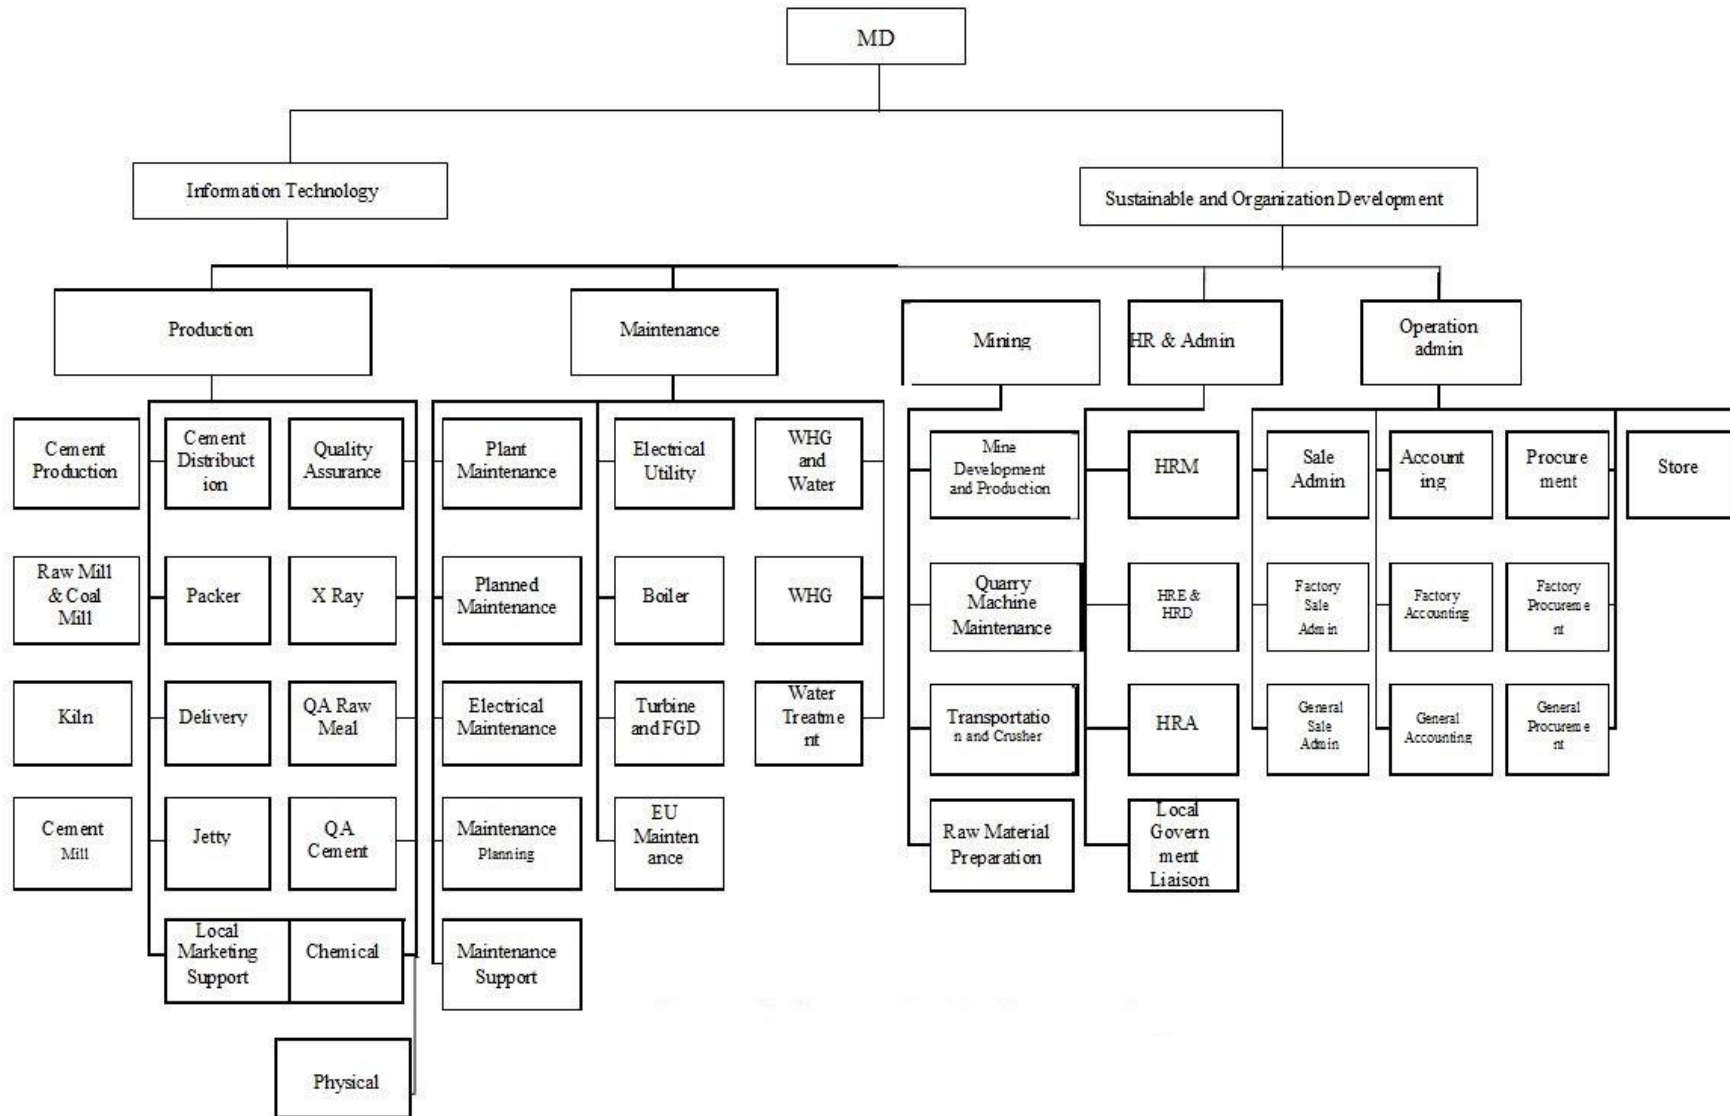 MD
Information Technology
Sustainable and Organization Development
Production
Maintenance
Mining
HR & Admin
Operation
admin
Cement
Production
Cement
Distribuct
ion
Quality
Assurance
Plant
Maintenance
Electrical
Utility
WHG
and
Water
Mine
Development
and Production
HRM
Sale
Admin
Account
ing
Procure
ment
Store
Raw Mill
& Coal
Mill
Packer
X Ray
Planned
Maintenance
Boiler
WHG
Quarry
Machine
Maintenance
HRE &
HRD
Factory
Sale
Admin
Factory
Accounting
Factory
Procureme
nt
Kiln
Delivery
QA Raw
Meal
Electrical
Maintenance
Turbine
and FGD
Water
Treatme
nt
Transportatio
n and Crusher
HRA
General
Sale
Admin
General
Accounting
General
Procureme
nt
Cement
Mill
Jetty
QA
Cement
Maintenance
Planning
EU
Mainten
ance
Raw Material
Preparation
Local
Govern
ment
Liaison
Local
Marketing
Support
Chemical
Maintenance
Support
Physical